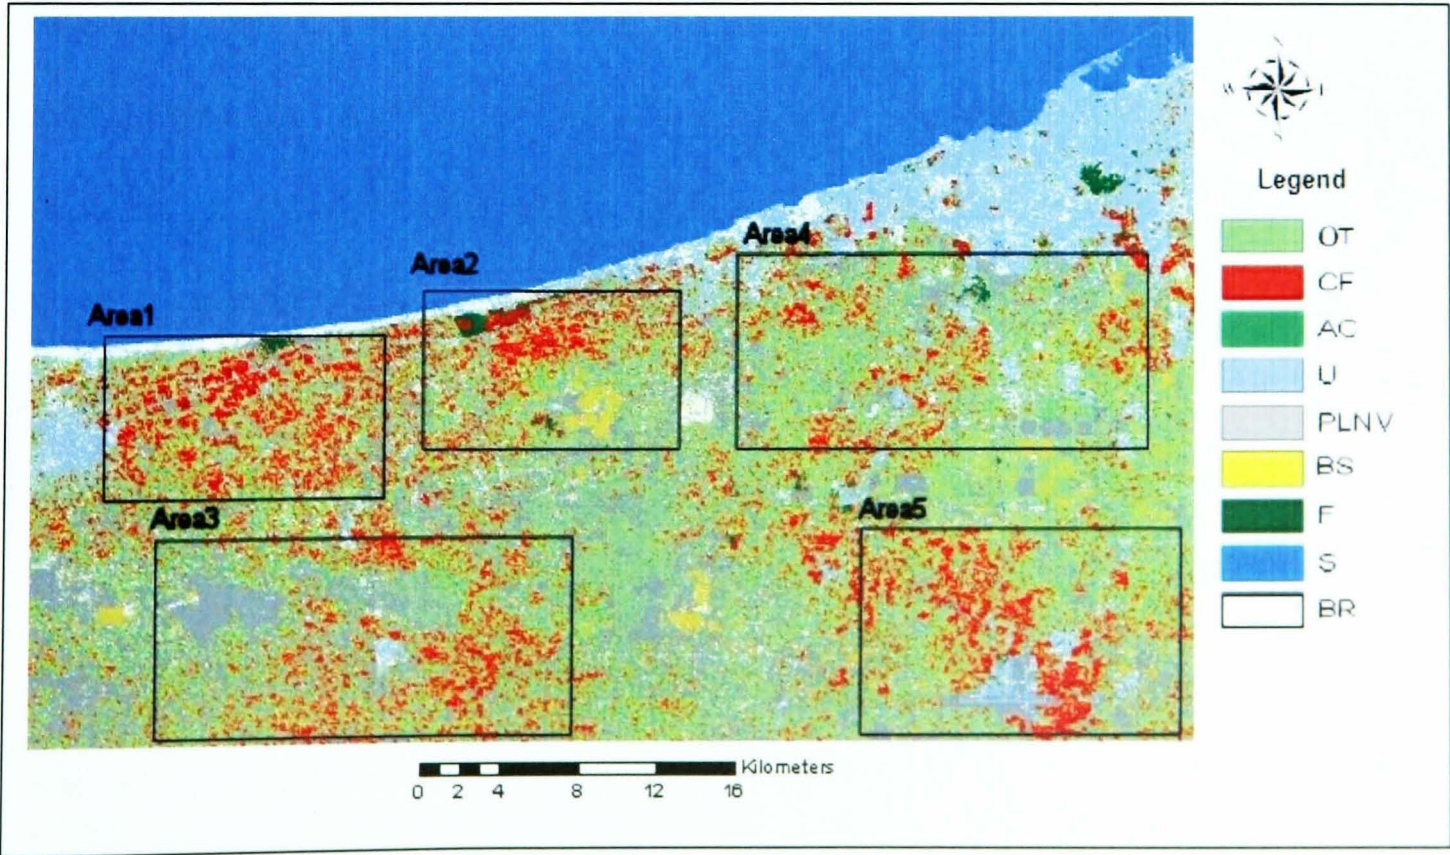 W
Legend
OT
CF
AC
U
PLNV
BS
F
S
BR
Area1
Area2
Area4
Area3
Area5
Kilometers
0 2 4 8 12 16